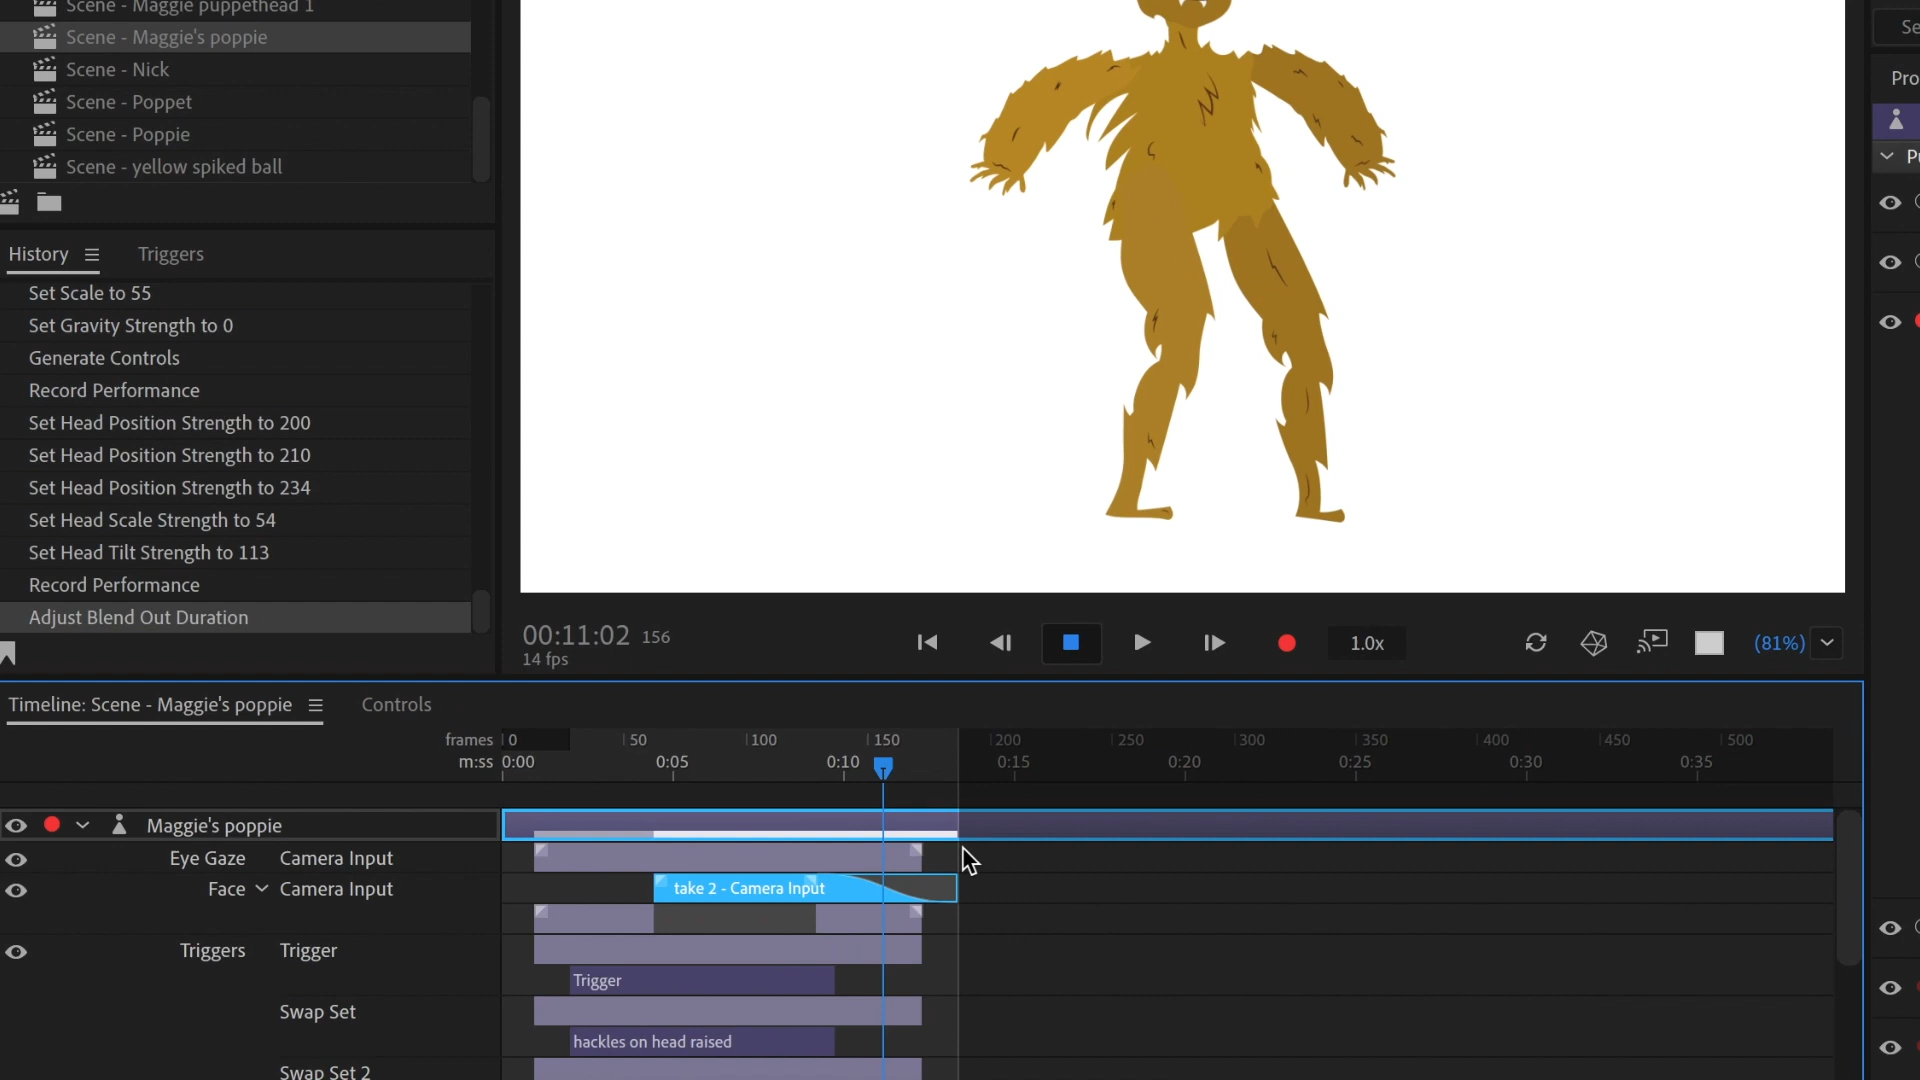 Scene - Maggie puppethead 1
Scene - Maggie's poppie
Scene - Nick
Scene - Poppet
Scene - Poppie
Scene - yellow spiked ball
History
Triggers
Set Scale to 55
Set Gravity Strength to 0
Generate Controls
Record Performance
Set Head Position Strength to 200
Set Head Position Strength to 210
Set Head Position Strength to 234
Set Head Scale Strength to 54
Set Head Tilt Strength to 113
Record Performance
Adjust Blend Out Duration
00:11:02 156
14 fps
1.0x
(81%)
Timeline: Scene - Maggie's poppie
Controls
frames 0 50 100 150 200 250 300 350 400 450 500
m:ss 0:00 0:05 0:10 0:15 0:20 0:25 0:30 0:35
Maggie's poppie
Eye Gaze Camera Input
Face Camera Input
take 2 - Camera Input
Triggers Trigger
Trigger
Swap Set
hackles on head raised
Swap Set 2